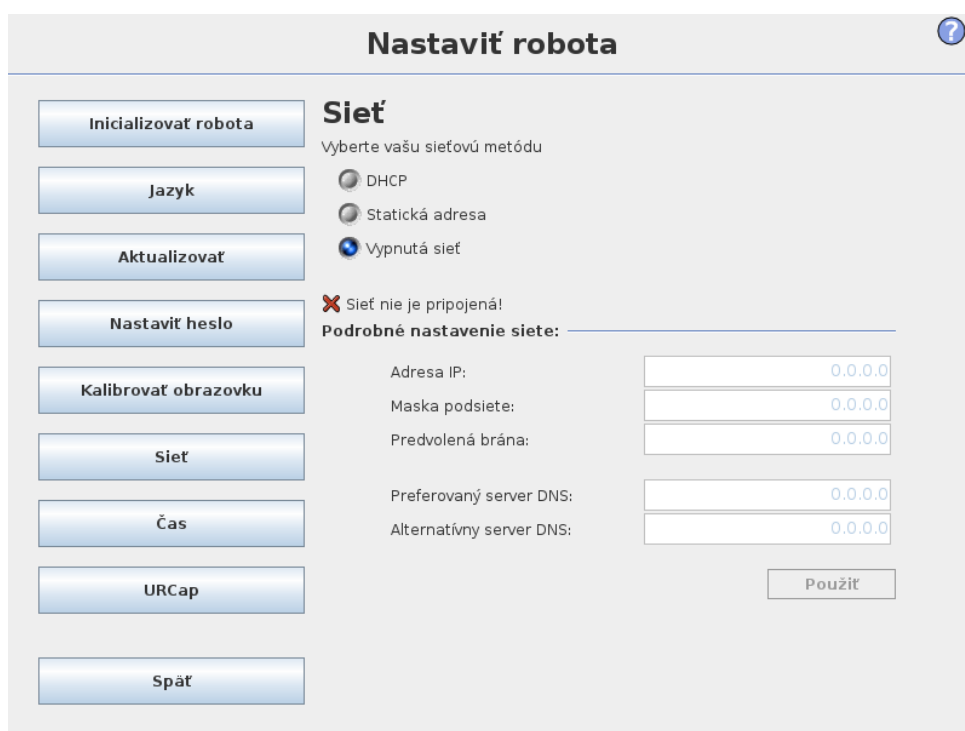 Nastaviť robota
?
Inicializovať robota
Jazyk
Aktualizovať
Nastaviť heslo
Kalibrovať obrazovku
Sieť
Čas
URCap
Späť
Sieť
Vyberte vašu sieťovú metódu
DHCP
Statická adresa
Vypnutá sieť
Sieť nie je pripojená!
Podrobné nastavenie siete:
Adresa IP: 0.0.0.0
Maska podsiete: 0.0.0.0
Predvolená brána: 0.0.0.0
Preferovaný server DNS: 0.0.0.0
Alternatívny server DNS: 0.0.0.0
Použiť